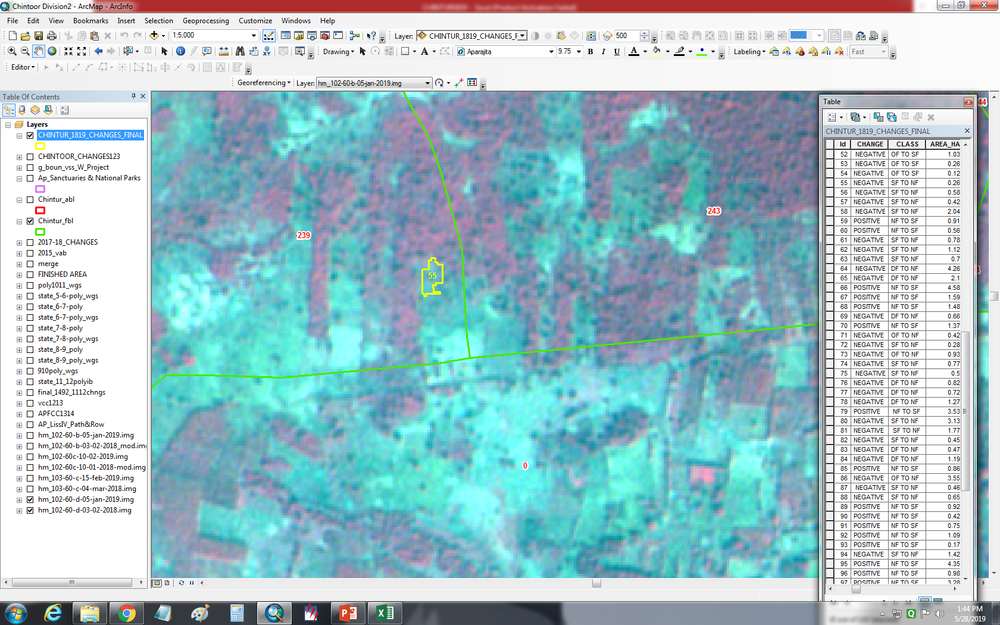 Chintoor Division2 - ArcMap - ArcInfo
File Edit View Bookmarks Insert Selection Geoprocessing Customize Windows Help
1:5,000 Layer: CHINTUR_1819_CHANGES_F 500 100%
Drawing Aparajita 9.75 B I U A Labeling Fast
Editor
Georeferencing Layer: hm_102-60-b-05-jan-2019.img
Table Of Contents
Layers
CHINTUR_1819_CHANGES_FINAL
CHINTOOR_CHANGES123
g_boun_vss_W_Project
Ap_Sanctuaries & National Parks
Chintur_abl
Chintur_fbl
2017-18_CHANGES
2015_vab
merge
FINISHED AREA
poly1011_wgs
state_5-6-poly_wgs
state_6-7-poly
state_6-7-poly_wgs
state_7-8-poly
state_7-8-poly_wgs
state_8-9_poly
state_8-9_poly_wgs
910poly_wgs
state_11_12polyib
final_1492_1112chngs
vcc1213
APFCC1314
AP_LissIV_Path&Row
hm_102-60-b-05-jan-2019.img
hm_102-60-b-03-02-2018_mod.img
hm_102-60c-10-02-2019.img
hm_102-60c-10-01-2018-mod.img
hm_103-60-c-15-feb-2019.img
hm_103-60-c-04-mar-2018.img
hm_102-60-d-05-jan-2019.img
hm_102-60-d-03-02-2018.img
239
243
55
0
44
Table
CHINTUR_1819_CHANGES_FINAL
Id CHANGE CLASS AREA_HA
52 NEGATIVE OF TO SF 1.03
53 NEGATIVE OF TO SF 0.26
54 NEGATIVE OF TO SF 0.12
55 NEGATIVE SF TO NF 0.26
56 NEGATIVE SF TO NF 0.58
57 NEGATIVE SF TO NF 0.42
58 NEGATIVE SF TO NF 2.04
59 POSITIVE NF TO SF 0.91
60 POSITIVE NF TO SF 0.56
61 NEGATIVE SF TO NF 0.78
62 NEGATIVE SF TO NF 1.12
63 NEGATIVE SF TO NF 0.7
64 NEGATIVE DF TO NF 4.26
65 NEGATIVE DF TO NF 2.1
66 POSITIVE NF TO SF 4.58
67 POSITIVE NF TO SF 1.59
68 POSITIVE NF TO SF 1.48
69 NEGATIVE DF TO NF 0.66
70 POSITIVE NF TO SF 1.37
71 NEGATIVE OF TO NF 0.42
72 NEGATIVE SF TO NF 0.28
73 NEGATIVE OF TO NF 0.93
74 NEGATIVE SF TO NF 0.77
75 NEGATIVE SF TO NF 0.5
76 NEGATIVE DF TO NF 0.82
77 NEGATIVE DF TO NF 0.72
78 NEGATIVE DF TO NF 1.27
79 POSITIVE NF TO SF 3.53
80 NEGATIVE SF TO NF 3.13
81 NEGATIVE SF TO NF 1.77
82 NEGATIVE SF TO NF 0.45
83 NEGATIVE DF TO NF 0.47
84 NEGATIVE DF TO NF 1.19
85 POSITIVE NF TO SF 0.86
86 NEGATIVE OF TO NF 3.55
87 NEGATIVE SF TO NF 0.46
88 NEGATIVE SF TO NF 0.65
89 POSITIVE NF TO SF 0.92
90 POSITIVE NF TO SF 0.42
91 POSITIVE NF TO SF 0.75
92 POSITIVE NF TO SF 1.09
93 POSITIVE NF TO SF 0.17
94 NEGATIVE SF TO NF 1.42
95 POSITIVE NF TO SF 4.35
96 POSITIVE NF TO SF 0.98
97 POSITIVE NF TO SF 3.28
1:44 PM
5/28/2019